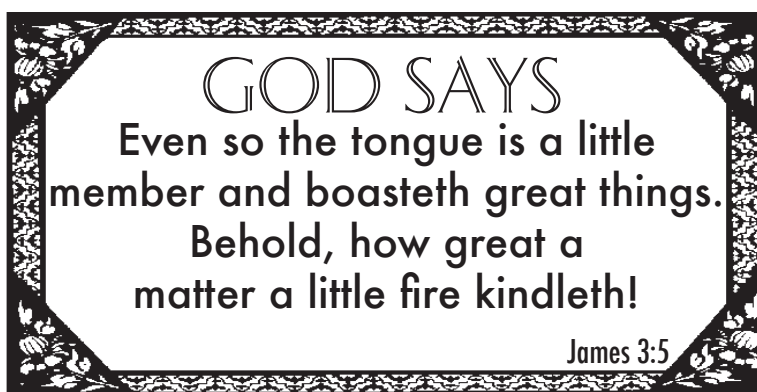 GOD SAYS
Even so the tongue is a little
member and boasteth great things.
Behold, how great a
matter a little fire kindleth!
James 3:5